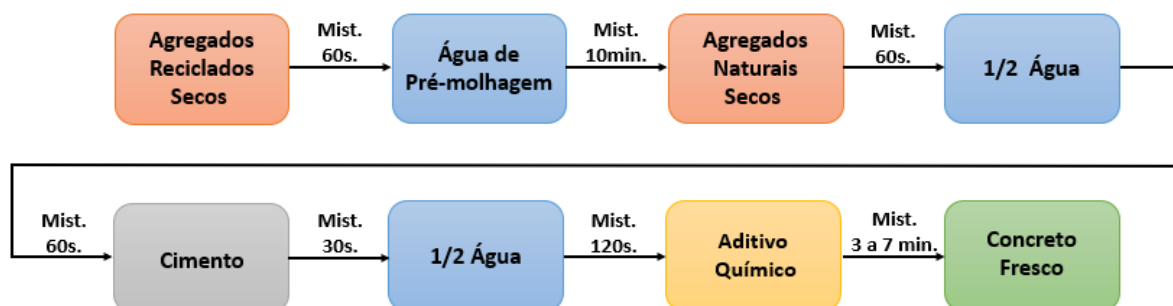 Agregados
Reciclados
Secos
Mist.
60s.
Água de
Pré-molhagem
Mist.
10min.
Agregados
Naturais
Secos
Mist.
60s.
1/2 Água
Mist.
60s.
Cimento
Mist.
30s.
1/2 Água
Mist.
120s.
Aditivo
Químico
Mist.
3 a 7 min.
Concreto
Fresco